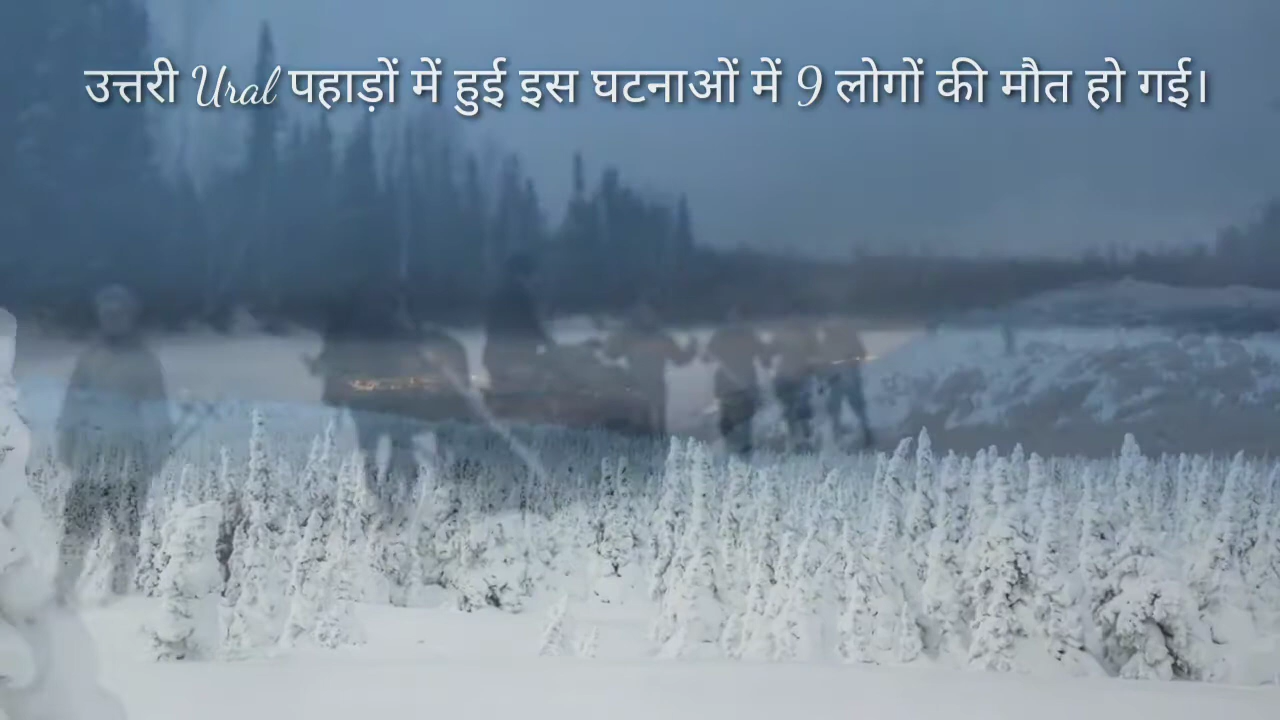 उत्तरी Ural पहाड़ों में हुई इस घटनाओं में 9 लोगों की मौत हो गई।